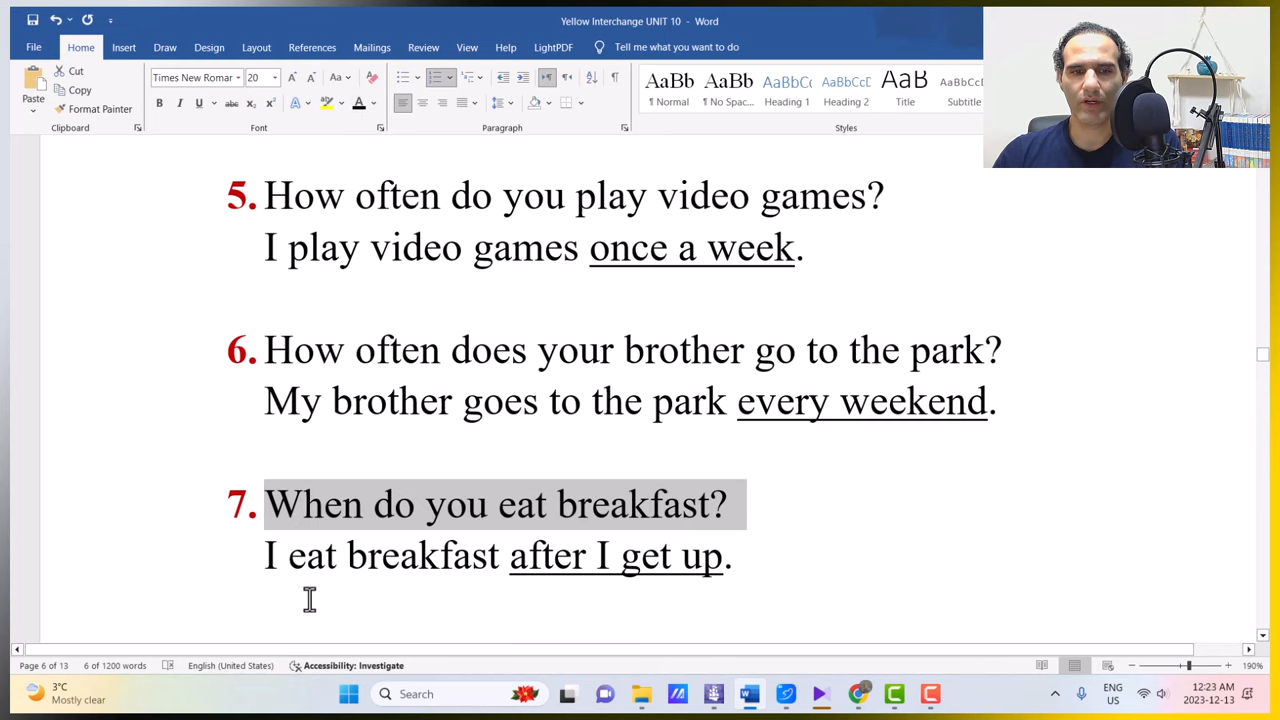 Yellow Interchange UNIT 10 - Word
File Home Insert Draw Design Layout References Mailings Review View Help LightPDF Tell me what you want to do
Paste
Cut
Copy
Format Painter
Times New Romar 20
AaBb AaBb AaBbCc AaBbCcD AaB AaBbCcD
¶ Normal ¶ No Spac... Heading 1 Heading 2 Title Subtitle
Clipboard Font Paragraph Styles
5. How often do you play video games?
I play video games once a week.
6. How often does your brother go to the park?
My brother goes to the park every weekend.
7. When do you eat breakfast?
I eat breakfast after I get up.
Page 6 of 13 6 of 1200 words English (United States) Accessibility: Investigate 190%
3°C
Mostly clear
Search
ENG
US
12:23 AM
2023-12-13